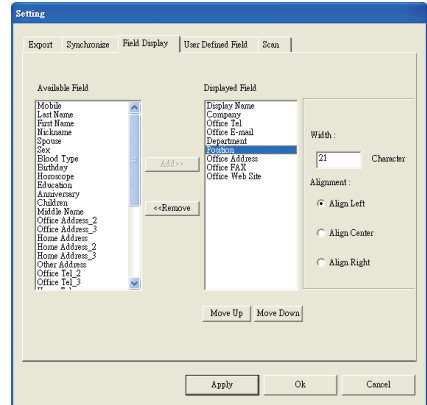 Setting
Export Synchronize Field Display User Defined Field Scan
Available Field
Mobile
Last Name
First Name
Nickname
Spouse
Sex
Blood Type
Birthday
Horoscope
Education
Anniversary
Children
Middle Name
Office Address_2
Office Address_3
Home Address
Home Address_2
Home Address_3
Other Address
Office Tel_2
Office Tel_3
Add>>
<<Remove
Displayed Field
Display Name
Company
Office Tel
Office E-mail
Department
Position
Office Address
Office FAX
Office Web Site
Move Up Move Down
Width :
21 Character
Alignment :
Align Left
Align Center
Align Right
Apply Ok Cancel